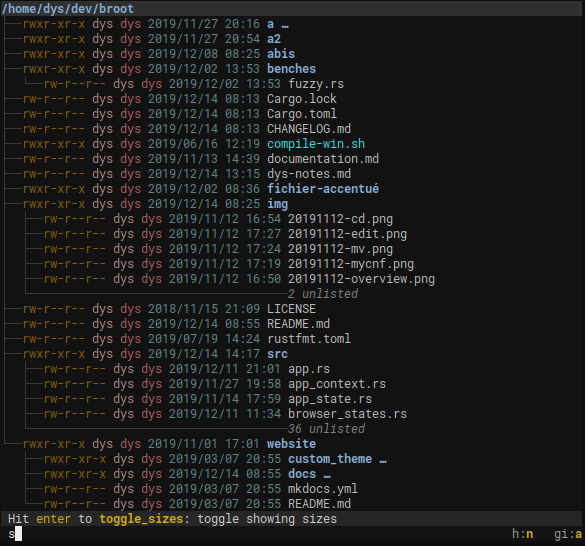 /home/dys/dev/broot
rwxr-xr-x dys dys 2019/11/27 20:16 a …
rwxr-xr-x dys dys 2019/11/27 20:54 a2
rwxr-xr-x dys dys 2019/12/08 08:25 abis
rwxr-xr-x dys dys 2019/12/02 13:53 benches
rw-r--r-- dys dys 2019/12/02 13:53 fuzzy.rs
rw-r--r-- dys dys 2019/12/14 08:13 Cargo.lock
rw-r--r-- dys dys 2019/12/14 08:13 Cargo.toml
rw-r--r-- dys dys 2019/12/14 08:13 CHANGELOG.md
rwxr-xr-x dys dys 2019/06/16 12:19 compile-win.sh
rw-r--r-- dys dys 2019/11/13 14:39 documentation.md
rw-r--r-- dys dys 2019/12/14 13:15 dys-notes.md
rwxr-xr-x dys dys 2019/12/02 08:36 fichier-accentué
rwxr-xr-x dys dys 2019/12/14 08:25 img
rw-r--r-- dys dys 2019/11/12 16:54 20191112-cd.png
rw-r--r-- dys dys 2019/11/12 17:27 20191112-edit.png
rw-r--r-- dys dys 2019/11/12 17:24 20191112-mv.png
rw-r--r-- dys dys 2019/11/12 17:19 20191112-mycnf.png
rw-r--r-- dys dys 2019/11/12 16:50 20191112-overview.png
2 unlisted
rw-r--r-- dys dys 2018/11/15 21:09 LICENSE
rw-r--r-- dys dys 2019/12/14 08:55 README.md
rw-r--r-- dys dys 2019/07/19 14:24 rustfmt.toml
rwxr-xr-x dys dys 2019/12/14 14:17 src
rw-r--r-- dys dys 2019/12/11 21:01 app.rs
rw-r--r-- dys dys 2019/11/27 19:58 app_context.rs
rw-r--r-- dys dys 2019/11/14 17:59 app_state.rs
rw-r--r-- dys dys 2019/12/11 11:34 browser_states.rs
36 unlisted
rwxr-xr-x dys dys 2019/11/01 17:01 website
rwxr-xr-x dys dys 2019/03/07 20:55 custom_theme …
rwxr-xr-x dys dys 2019/12/14 08:55 docs …
rw-r--r-- dys dys 2019/03/07 20:55 mkdocs.yml
rw-r--r-- dys dys 2019/03/07 20:55 README.md
Hit enter to toggle_sizes: toggle showing sizes
s h:n gi:a